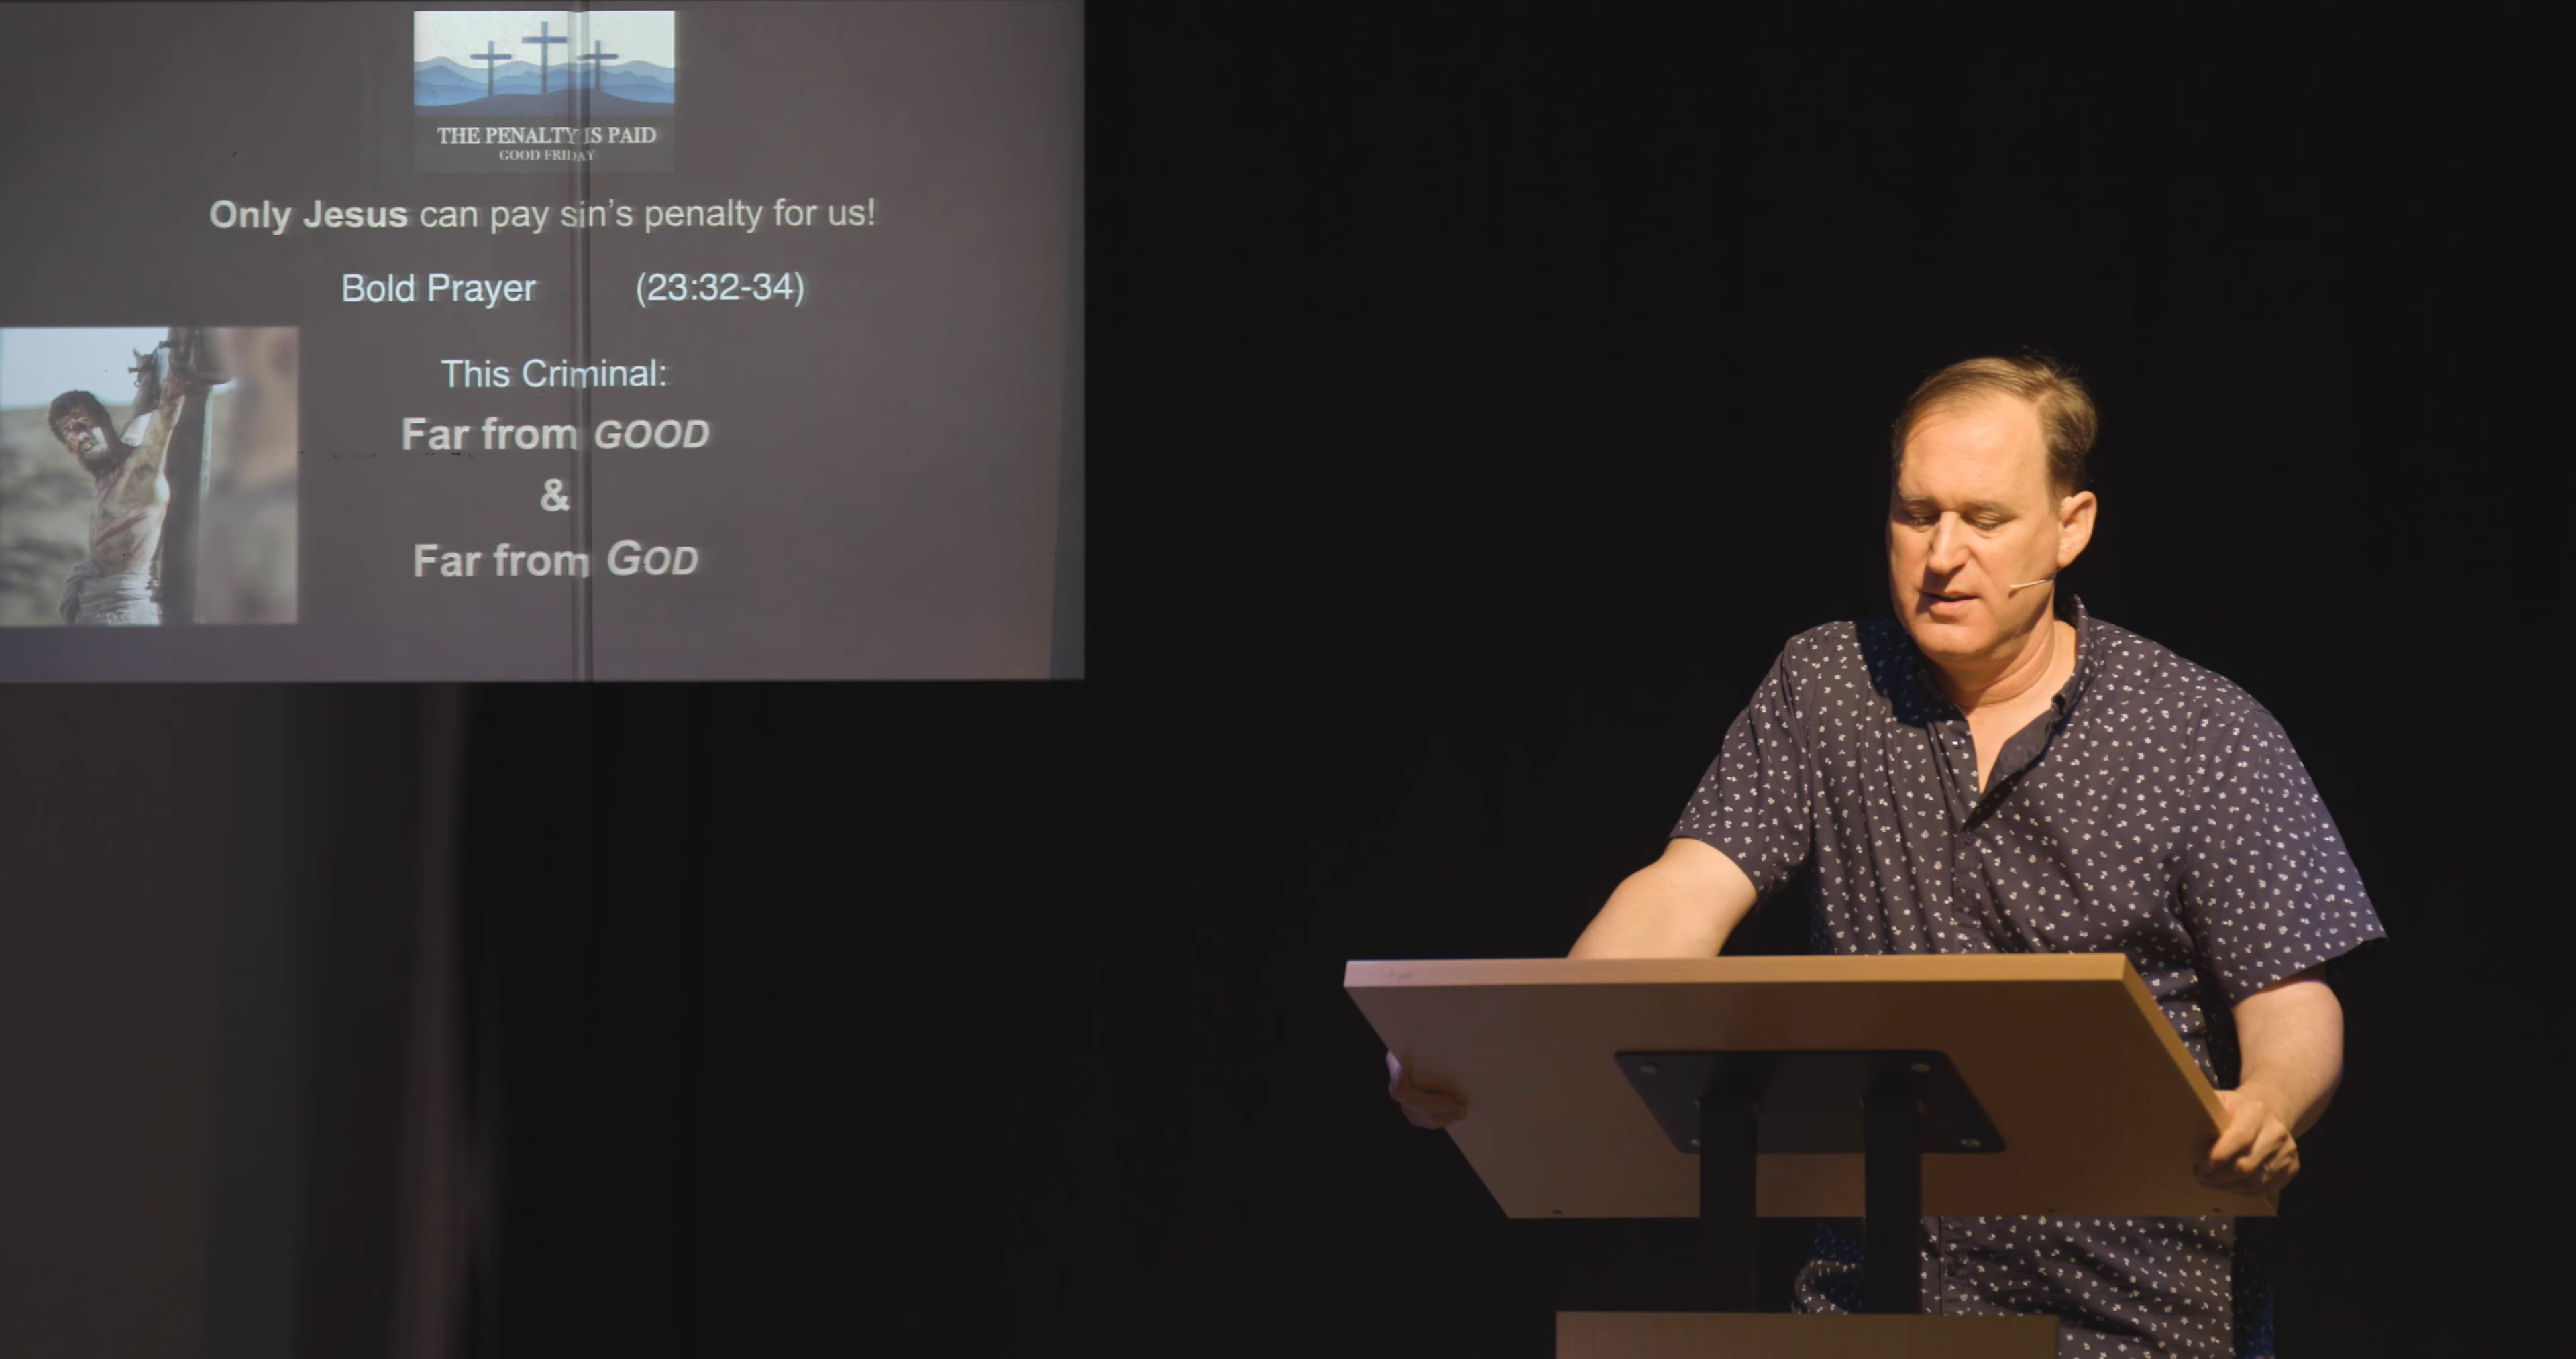 THE PENALTY IS PAID
GOOD FRIDAY
Only Jesus can pay sin's penalty for us!
Bold Prayer (23:32-34)
This Criminal:
Far from GOOD
&
Far from GOD